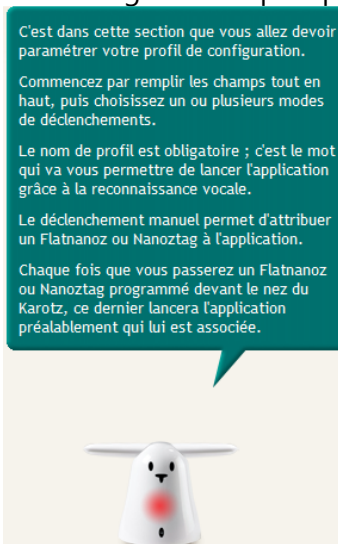 C'est dans cette section que vous allez devoir
paramétrer votre profil de configuration.
Commencez par remplir les champs tout en
haut, puis choisissez un ou plusieurs modes
de déclenchements.
Le nom de profil est obligatoire ; c'est le mot
qui va vous permettre de lancer l'application
grâce à la reconnaissance vocale.
Le déclenchement manuel permet d'attribuer
un Flatnanoz ou Nanoztag à l'application.
Chaque fois que vous passerez un Flatnanoz
ou Nanoztag programmé devant le nez du
Karotz, ce dernier lancera l'application
préalablement qui lui est associée.